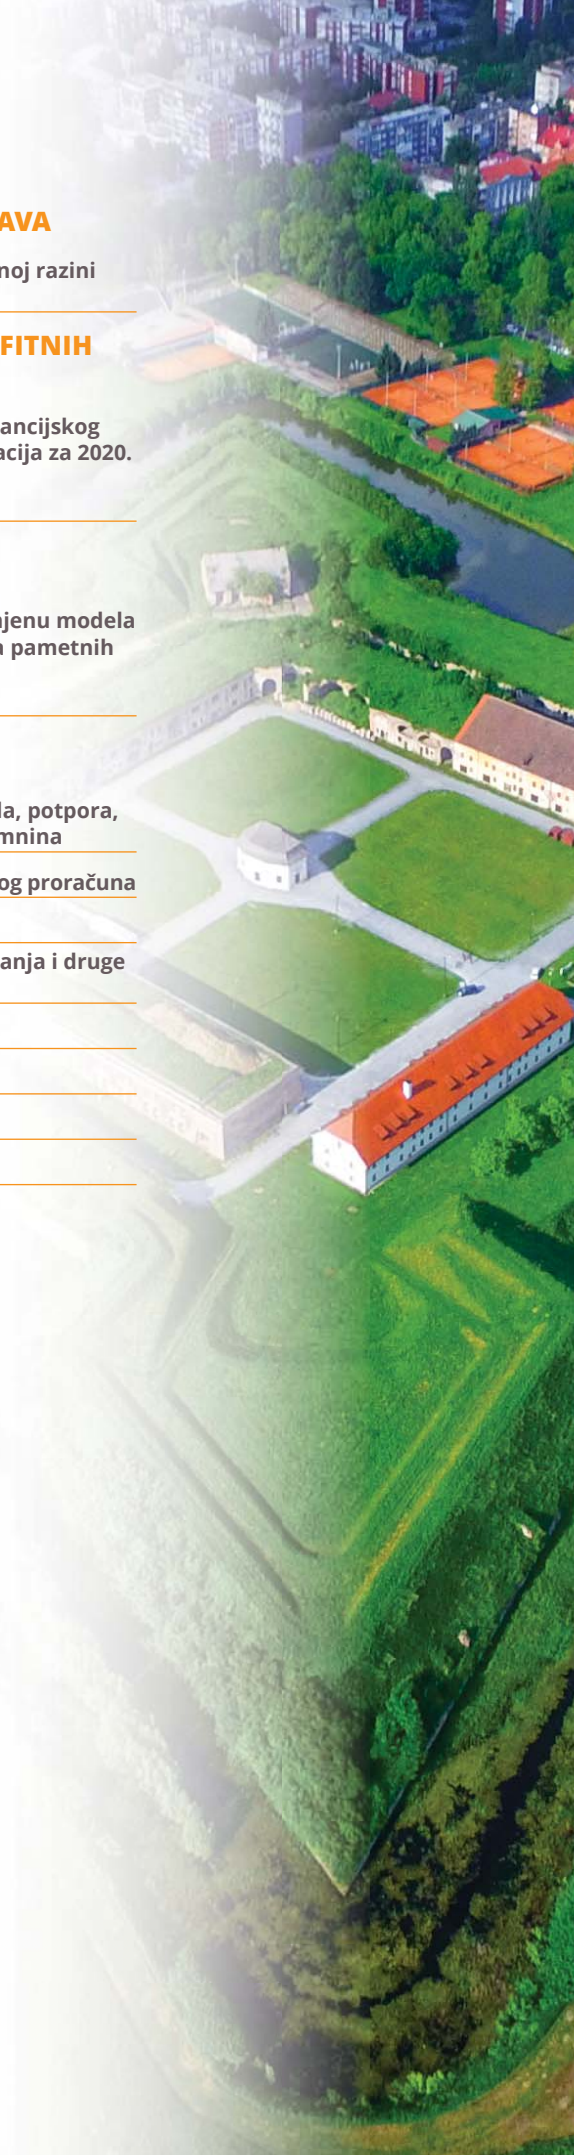 AVA
noj razini
FITNIH
ancijskog
acija za 2020.
jenu modela
pametnih
la, potpora,
mnina
og proračuna
anja i druge